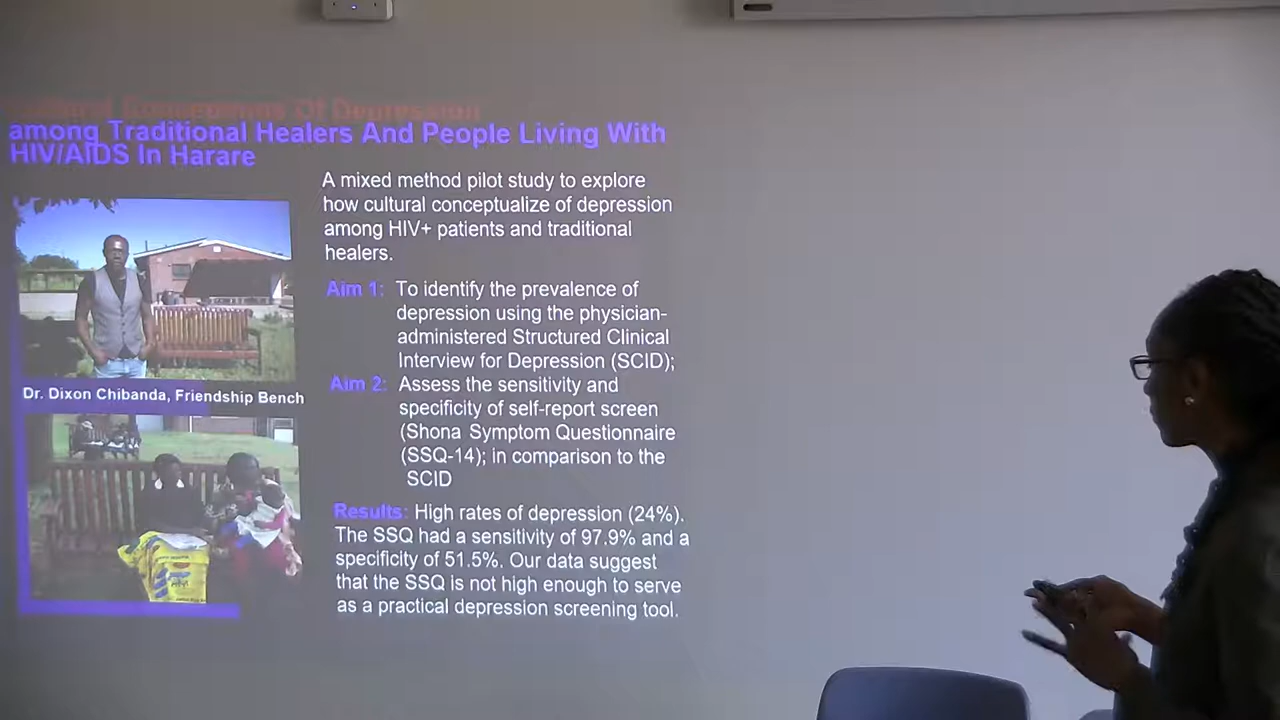 Of Depression
among Traditional Healers And People Living With
HIV/AIDS In Harare
A mixed method pilot study to explore
how cultural conceptualize of depression
among HIV+ patients and traditional
healers.
Aim 1: To identify the prevalence of
depression using the physician-
administered Structured Clinical
Interview for Depression (SCID);
Aim 2: Assess the sensitivity and
specificity of self-report screen
(Shona Symptom Questionnaire
(SSQ-14); in comparison to the
SCID
Results: High rates of depression (24%).
The SSQ had a sensitivity of 97.9% and a
specificity of 51.5%. Our data suggest
that the SSQ is not high enough to serve
as a practical depression screening tool.
Dr. Dixon Chibanda, Friendship Bench